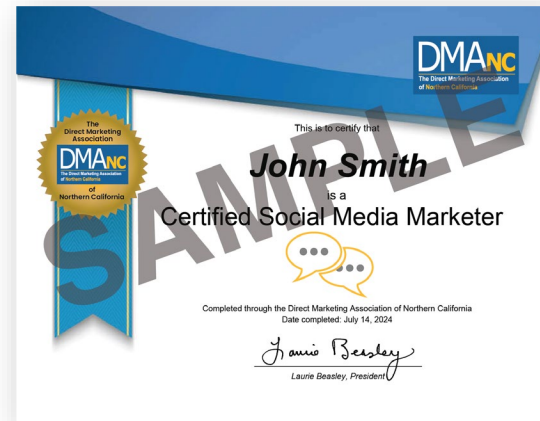 DMANC
The Direct Marketing Association
of Northern California
The
Direct Marketing
Association
DMANC
The Direct Marketing Association
of Northern California
of
Northern California
This is to certify that
John Smith
is a
Certified Social Media Marketer
SAMPLE
Completed through the Direct Marketing Association of Northern California
Date completed: July 14, 2024
Laurie Beasley
Laurie Beasley, President